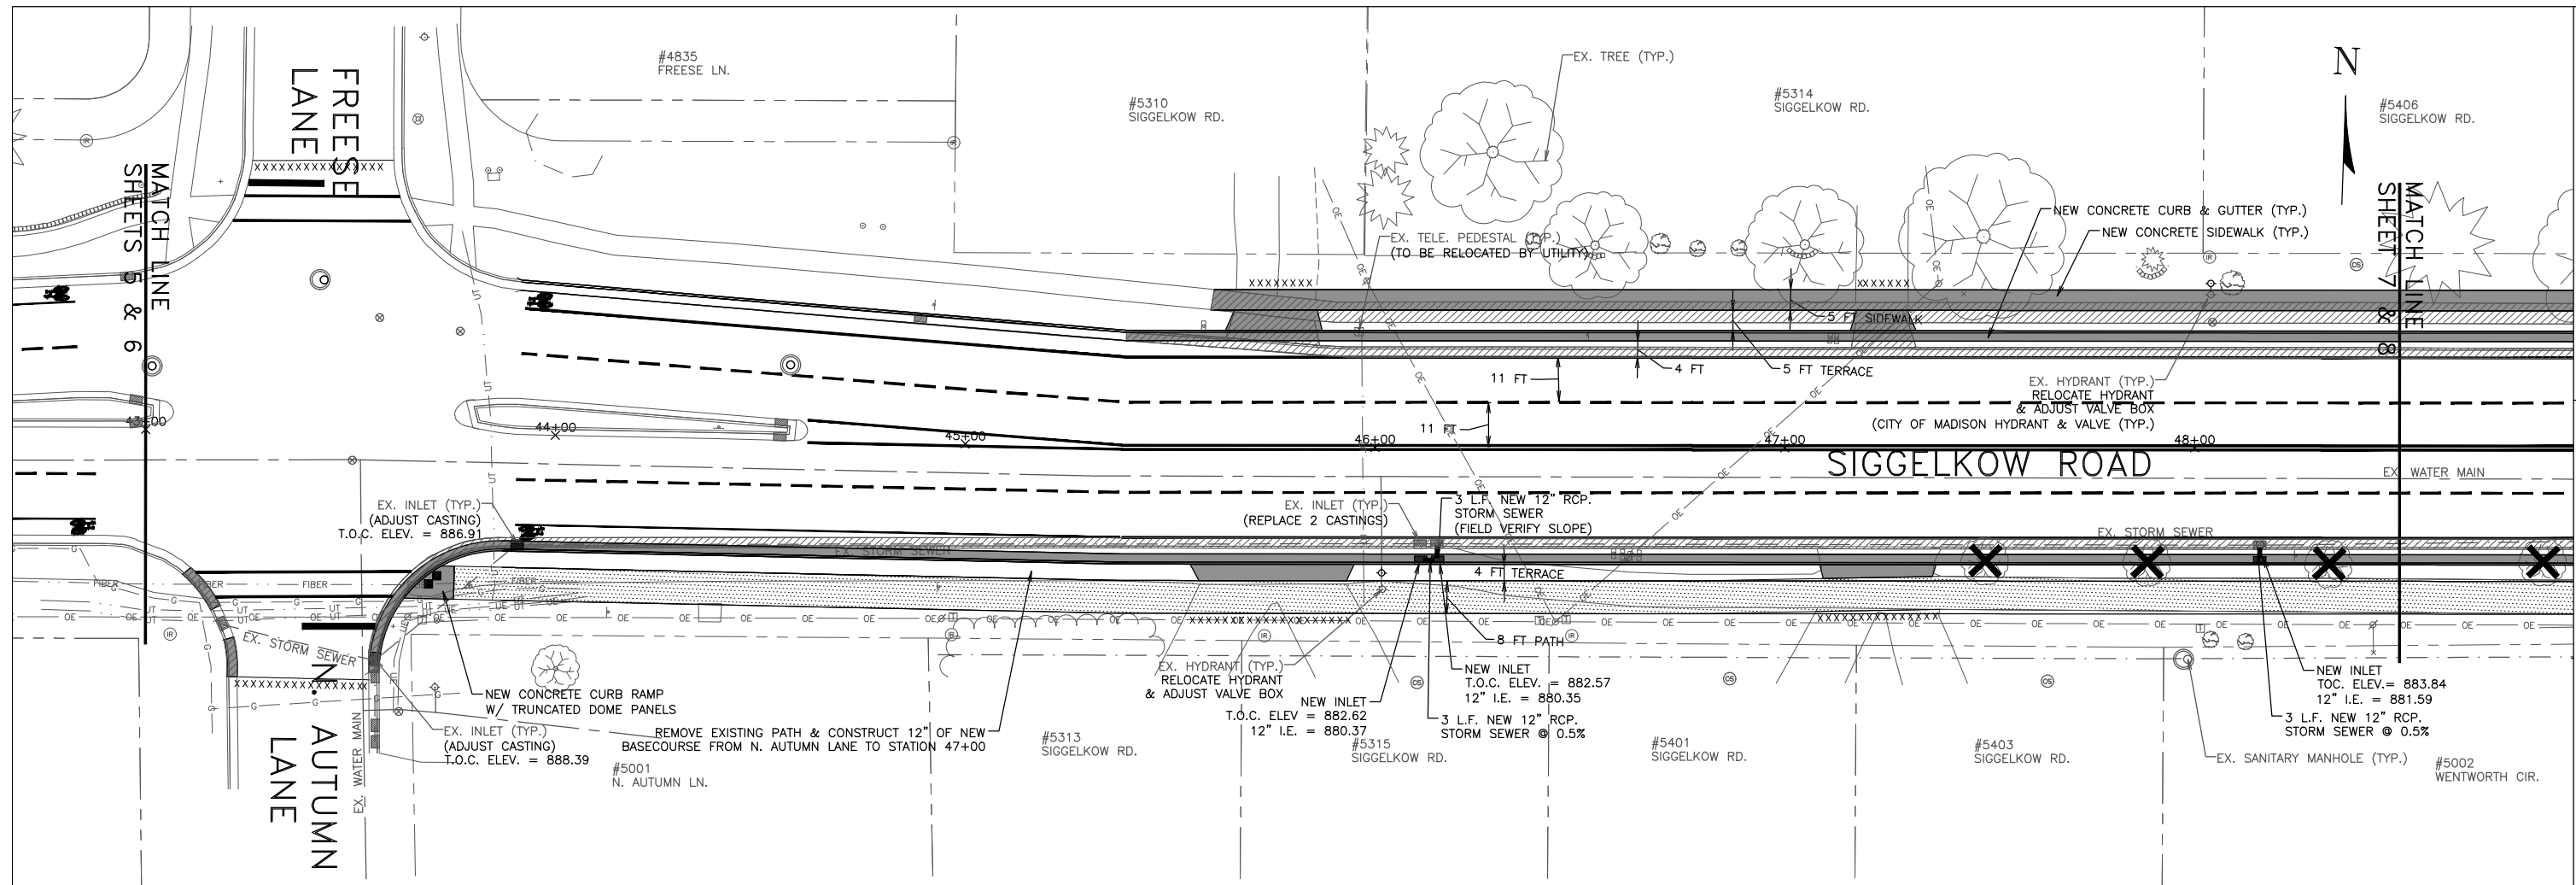 #4835
FREESE LN.
FREESE
LANE
MATCH LINE
SHEETS 5 & 6
#5310
SIGGELKOW RD.
EX. TREE (TYP.)
#5314
SIGGELKOW RD.
N
#5406
SIGGELKOW RD.
MATCH LINE
SHEET 7 & 8
NEW CONCRETE CURB & GUTTER (TYP.)
NEW CONCRETE SIDEWALK (TYP.)
EX. TELE. PEDESTAL (TYP.)
(TO BE RELOCATED BY UTILITY)
5 FT SIDEWALK
4 FT
5 FT TERRACE
11 FT
11 FT
EX. HYDRANT (TYP.)
RELOCATE HYDRANT
& ADJUST VALVE BOX
(CITY OF MADISON HYDRANT & VALVE (TYP.)
43+00
44+00
45+00
46+00
47+00
48+00
SIGGELKOW ROAD
EX. WATER MAIN
EX. INLET (TYP.)
(ADJUST CASTING)
T.O.C. ELEV. = 886.91
EX. INLET (TYP.)
(REPLACE 2 CASTINGS)
3 L.F. NEW 12" RCP.
STORM SEWER
(FIELD VERIFY SLOPE)
EX. STORM SEWER
EX. STORM SEWER
4 FT TERRACE
8 FT PATH
FIBER
FIBER
FIBER
FIBER
EX. STORM SEWER
NEW CONCRETE CURB RAMP
W/ TRUNCATED DOME PANELS
EX. INLET (TYP.)
(ADJUST CASTING)
T.O.C. ELEV. = 888.39
REMOVE EXISTING PATH & CONSTRUCT 12" OF NEW
BASECOURSE FROM N. AUTUMN LANE TO STATION 47+00
EX. HYDRANT (TYP.)
RELOCATE HYDRANT
& ADJUST VALVE BOX
NEW INLET
T.O.C. ELEV = 882.62
12" I.E. = 880.37
NEW INLET
T.O.C. ELEV. = 882.57
12" I.E. = 880.35
3 L.F. NEW 12" RCP.
STORM SEWER @ 0.5%
NEW INLET
TOC. ELEV.= 883.84
12" I.E. = 881.59
3 L.F. NEW 12" RCP.
STORM SEWER @ 0.5%
EX. SANITARY MANHOLE (TYP.)
N. AUTUMN
LANE
EX. WATER MAIN
#5001
N. AUTUMN LN.
#5313
SIGGELKOW RD.
#5315
SIGGELKOW RD.
#5401
SIGGELKOW RD.
#5403
SIGGELKOW RD.
#5002
WENTWORTH CIR.